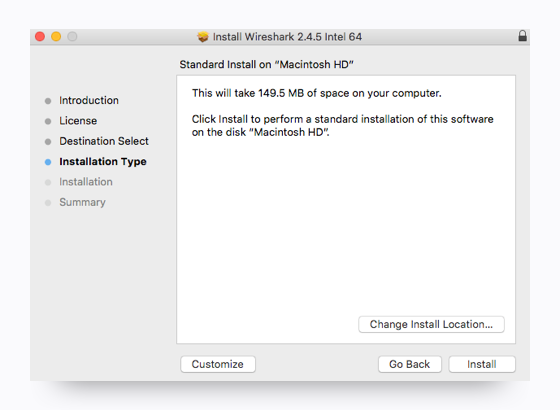 Install Wireshark 2.4.5 Intel 64
Standard Install on “Macintosh HD”
Introduction
License
Destination Select
Installation Type
Installation
Summary
This will take 149.5 MB of space on your computer.
Click Install to perform a standard installation of this software
on the disk “Macintosh HD”.
Change Install Location...
Customize
Go Back
Install